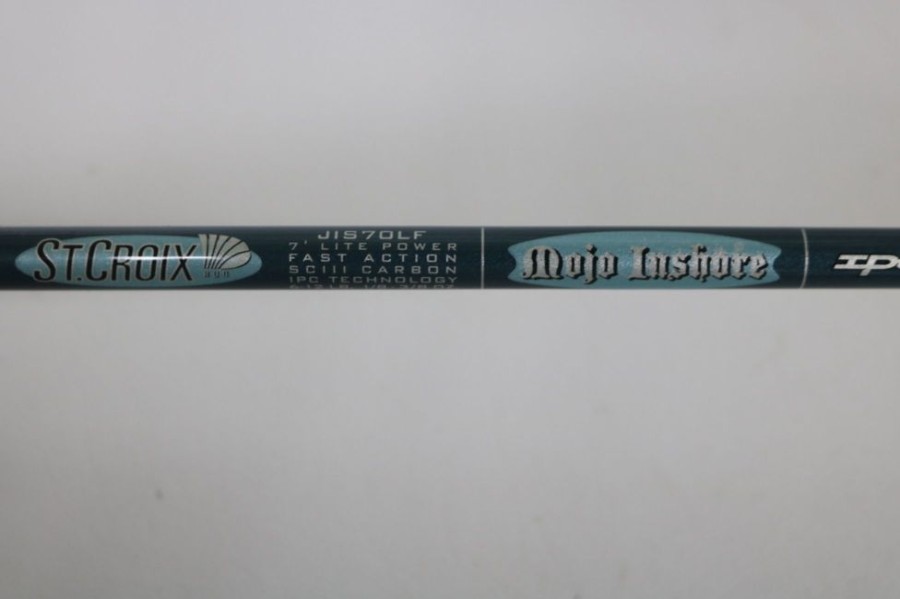 ST.CROIX
JIS70LF
7' LITE POWER
FAST ACTION
SCIII CARBON
IPC TECHNOLOGY
Mojo Inshore